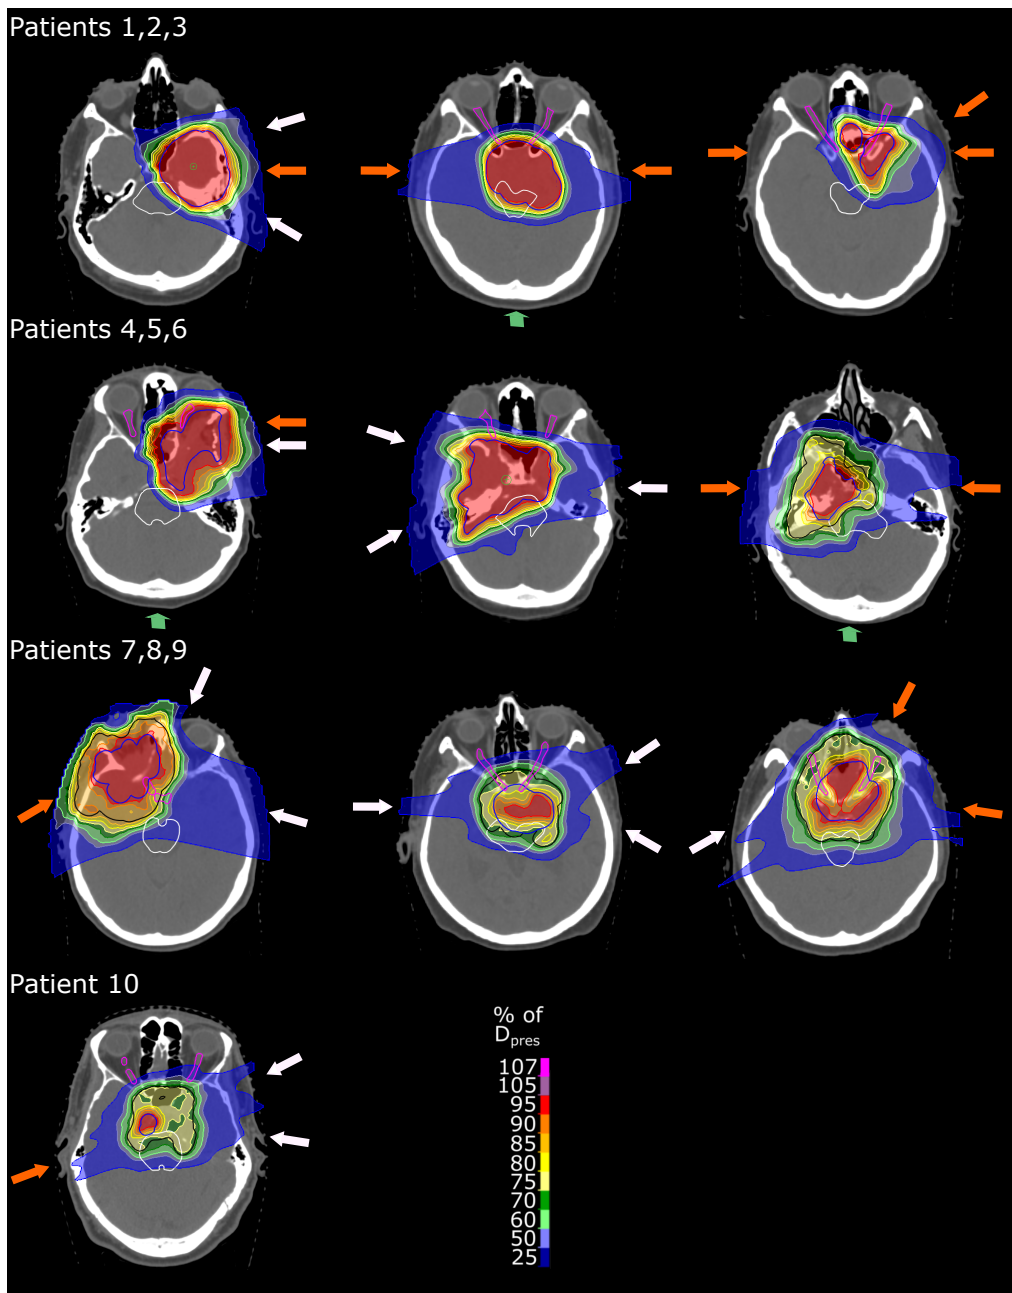 Patients 1,2,3
Patients 4,5,6
Patients 7,8,9
Patient 10
% of
Dpres
107
105
95
90
85
80
75
70
60
50
25